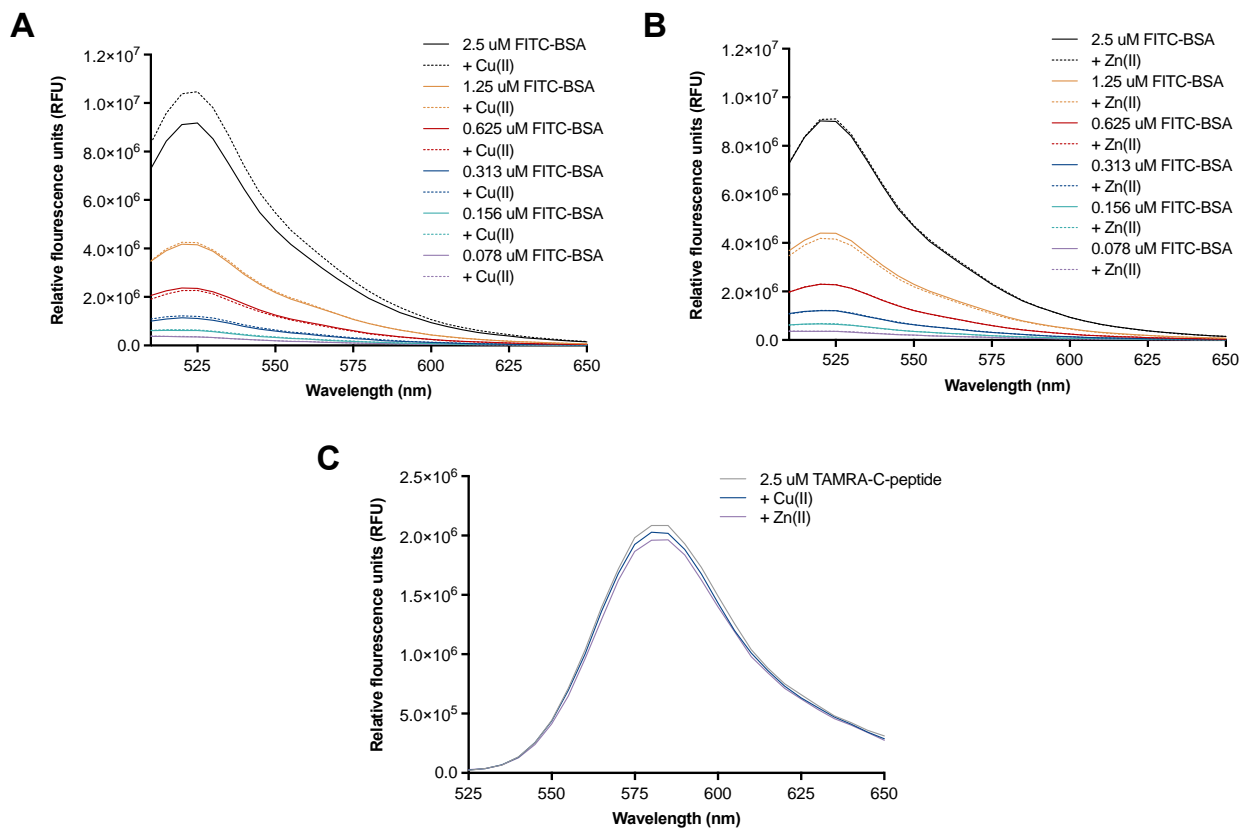 A
Relative flourescence units (RFU)
1.2×10⁷
1.0×10⁷
8.0×10⁶
6.0×10⁶
4.0×10⁶
2.0×10⁶
0.0
525 550 575 600 625 650
Wavelength (nm)
2.5 uM FITC-BSA
+ Cu(II)
1.25 uM FITC-BSA
+ Cu(II)
0.625 uM FITC-BSA
+ Cu(II)
0.313 uM FITC-BSA
+ Cu(II)
0.156 uM FITC-BSA
+ Cu(II)
0.078 uM FITC-BSA
+ Cu(II)
B
Relative flourescence units (RFU)
1.2×10⁷
1.0×10⁷
8.0×10⁶
6.0×10⁶
4.0×10⁶
2.0×10⁶
0.0
525 550 575 600 625 650
Wavelength (nm)
2.5 uM FITC-BSA
+ Zn(II)
1.25 uM FITC-BSA
+ Zn(II)
0.625 uM FITC-BSA
+ Zn(II)
0.313 uM FITC-BSA
+ Zn(II)
0.156 uM FITC-BSA
+ Zn(II)
0.078 uM FITC-BSA
+ Zn(II)
C
Relative flourescence units (RFU)
2.5×10⁶
2.0×10⁶
1.5×10⁶
1.0×10⁶
5.0×10⁵
0.0
525 550 575 600 625 650
Wavelength (nm)
2.5 uM TAMRA-C-peptide
+ Cu(II)
+ Zn(II)